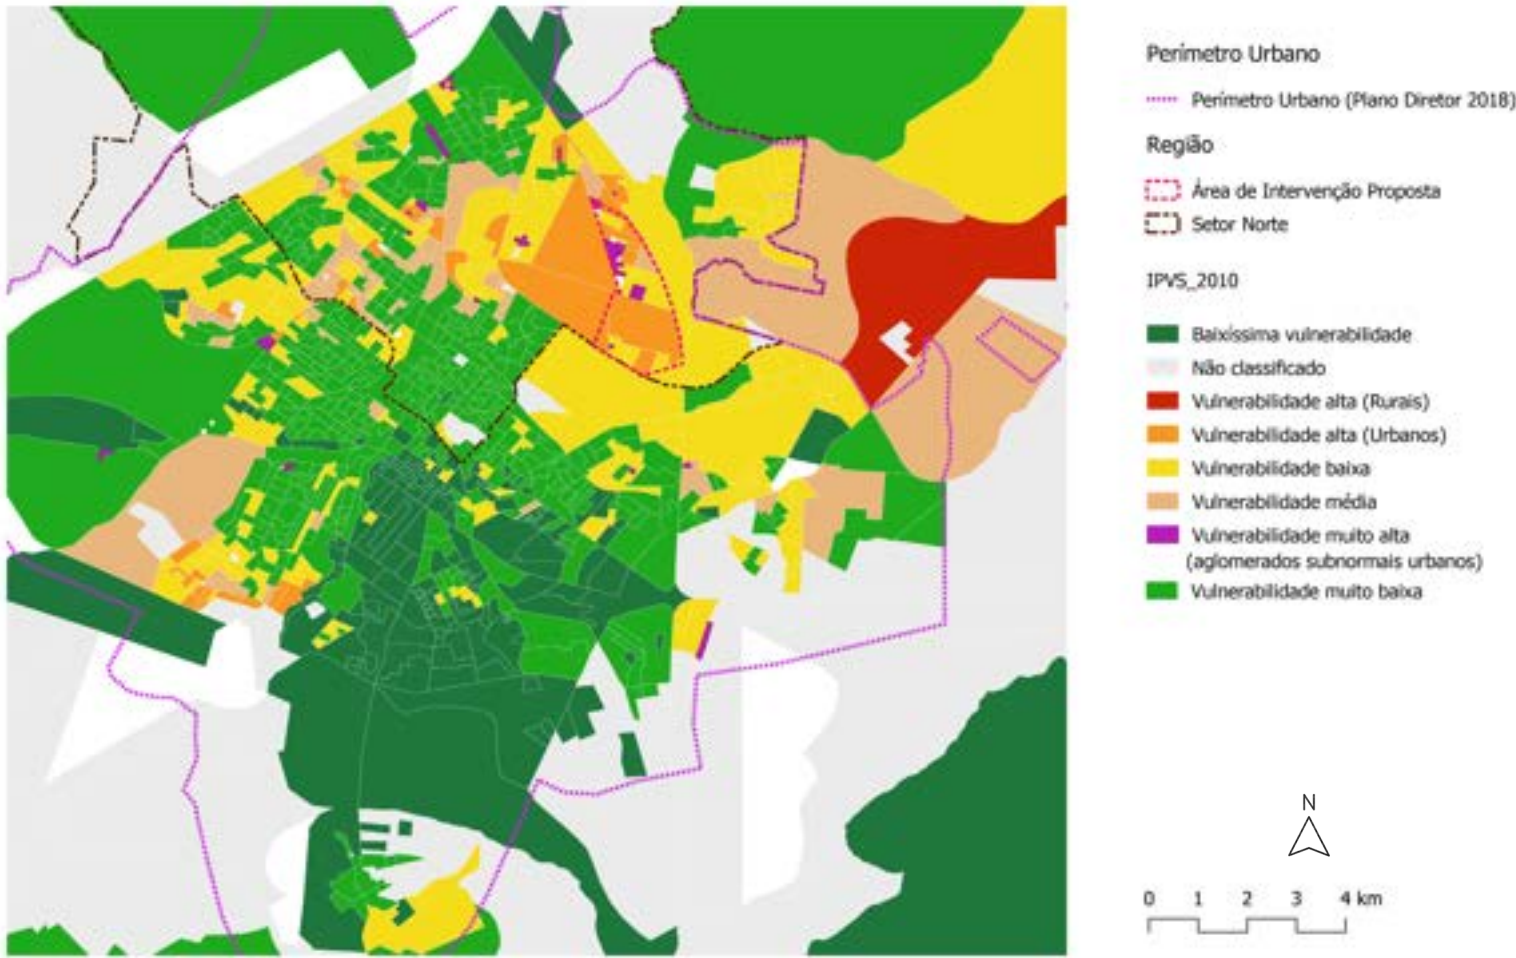 Perímetro Urbano
Perímetro Urbano (Plano Diretor 2018)
Região
Área de Intervenção Proposta
Setor Norte
IPVS_2010
Baixíssima vulnerabilidade
Não classificado
Vulnerabilidade alta (Rurais)
Vulnerabilidade alta (Urbanos)
Vulnerabilidade baixa
Vulnerabilidade média
Vulnerabilidade muito alta
(aglomerados subnormais urbanos)
Vulnerabilidade muito baixa
N
0 1 2 3 4 km